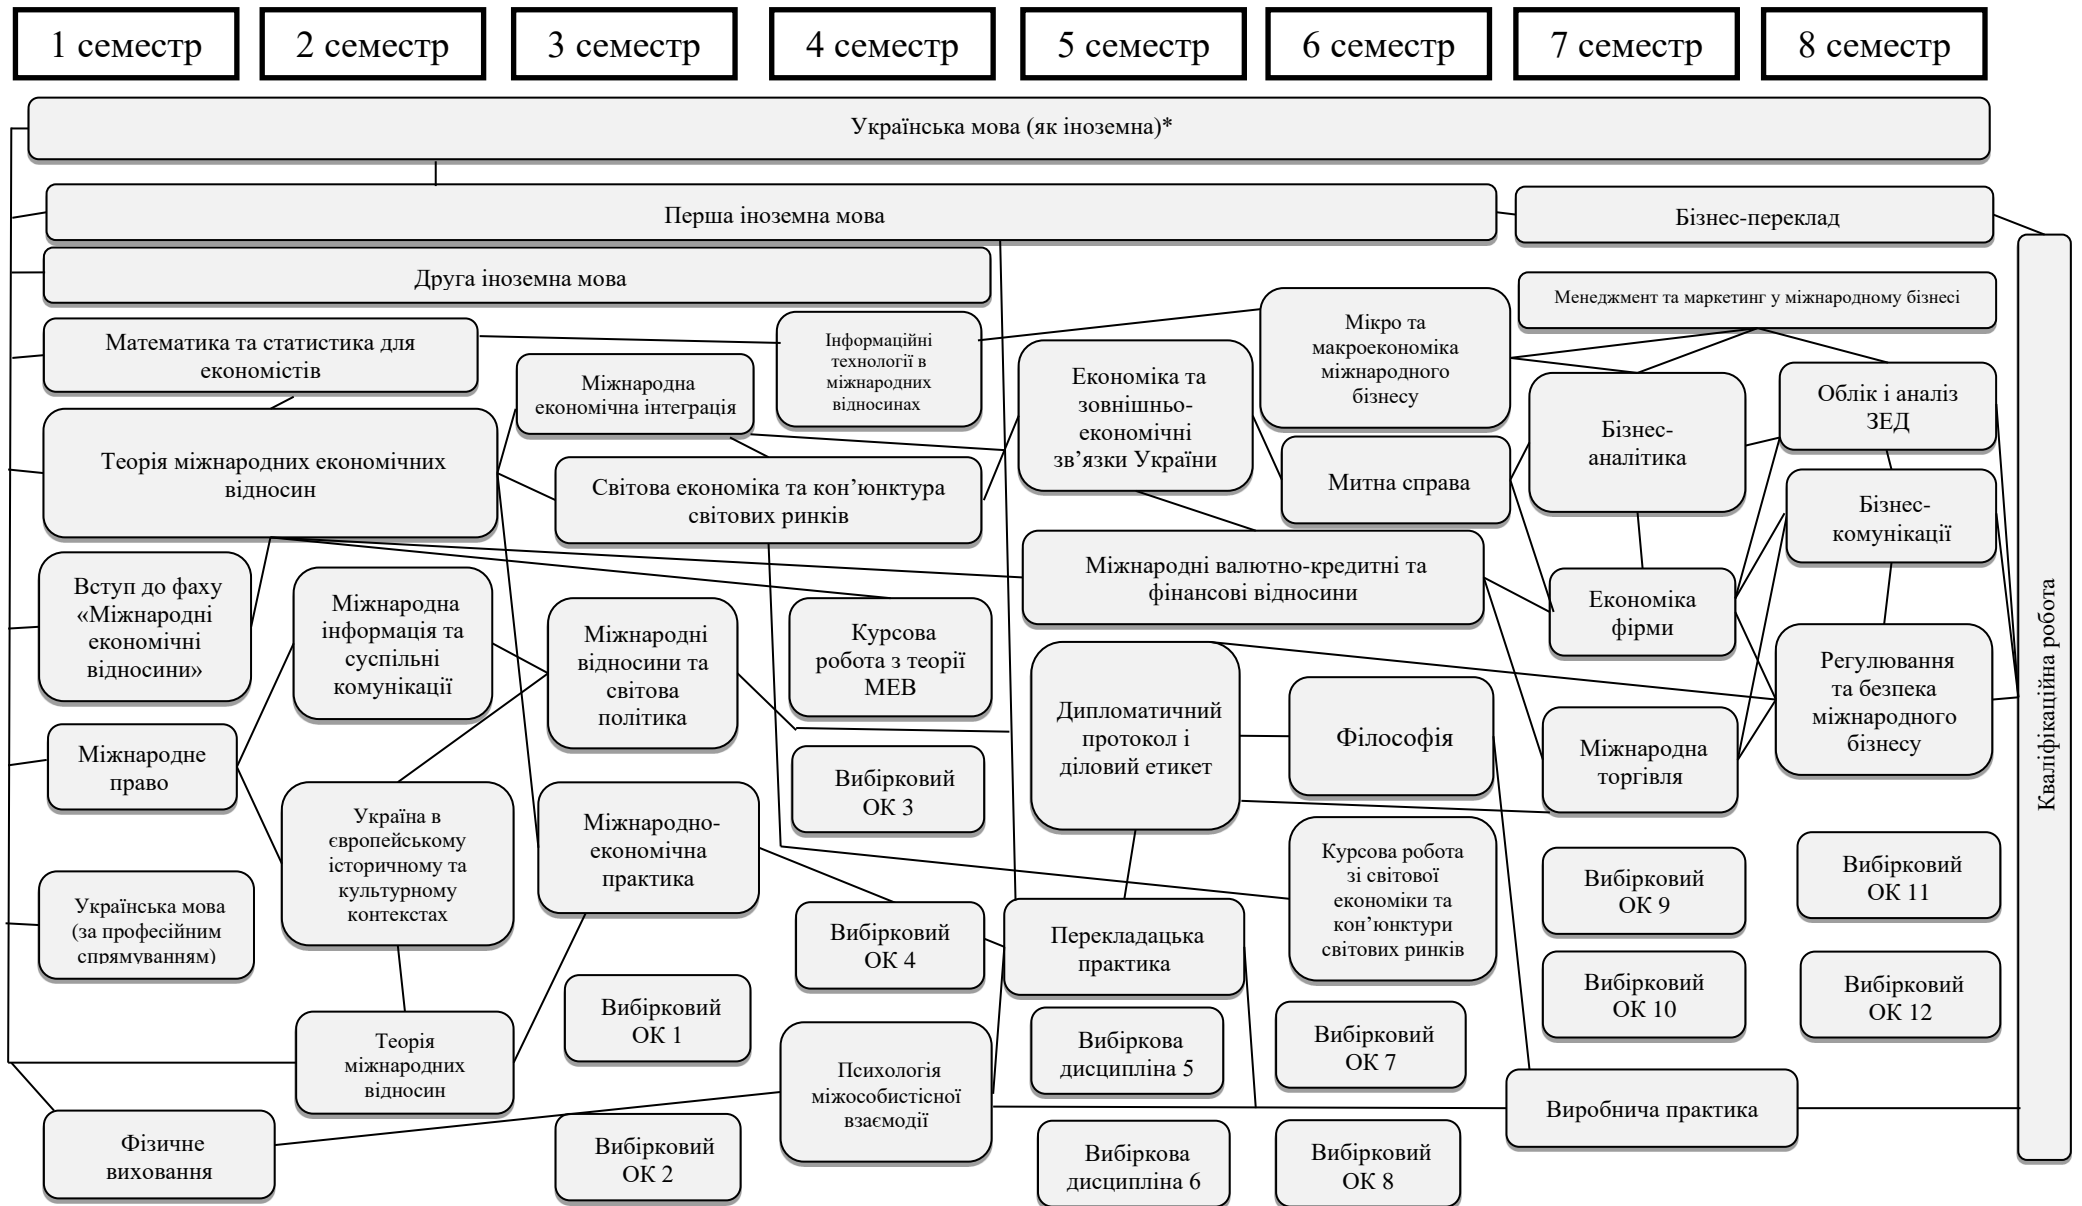 1 семестр
2 семестр
3 семестр
4 семестр
5 семестр
6 семестр
7 семестр
8 семестр
Українська мова (як іноземна)*
Перша іноземна мова
Бізнес-переклад
Друга іноземна мова
Менеджмент та маркетинг у міжнародному бізнесі
Математика та статистика для
економістів
Міжнародна
економічна інтеграція
Інформаційні
технології в
міжнародних
відносинах
Економіка та
зовнішньо-
економічні
зв’язки України
Мікро та
макроекономіка
міжнародного
бізнесу
Бізнес-
аналітика
Облік і аналіз
ЗЕД
Теорія міжнародних економічних
відносин
Світова економіка та кон’юнктура
світових ринків
Митна справа
Бізнес-
комунікації
Вступ до фаху
«Міжнародні
економічні
відносини»
Міжнародна
інформація та
суспільні
комунікації
Міжнародні
відносини та
світова
політика
Курсова
робота з теорії
МЕВ
Міжнародні валютно-кредитні та
фінансові відносини
Економіка
фірми
Регулювання
та безпека
міжнародного
бізнесу
Кваліфікаційна робота
Міжнародне
право
Україна в
європейському
історичному та
культурному
контекстах
Міжнародно-
економічна
практика
Вибірковий
ОК 3
Дипломатичний
протокол і
діловий етикет
Філософія
Міжнародна
торгівля
Українська мова
(за професійним
спрямуванням)
Вибірковий
ОК 4
Перекладацька
практика
Курсова робота
зі світової
економіки та
кон’юнктури
світових ринків
Вибірковий
ОК 9
Вибірковий
ОК 11
Теорія
міжнародних
відносин
Вибірковий
ОК 1
Психологія
міжособистісної
взаємодії
Вибіркова
дисципліна 5
Вибірковий
ОК 7
Вибірковий
ОК 10
Вибірковий
ОК 12
Фізичне
виховання
Вибірковий
ОК 2
Вибіркова
дисципліна 6
Вибірковий
ОК 8
Виробнича практика